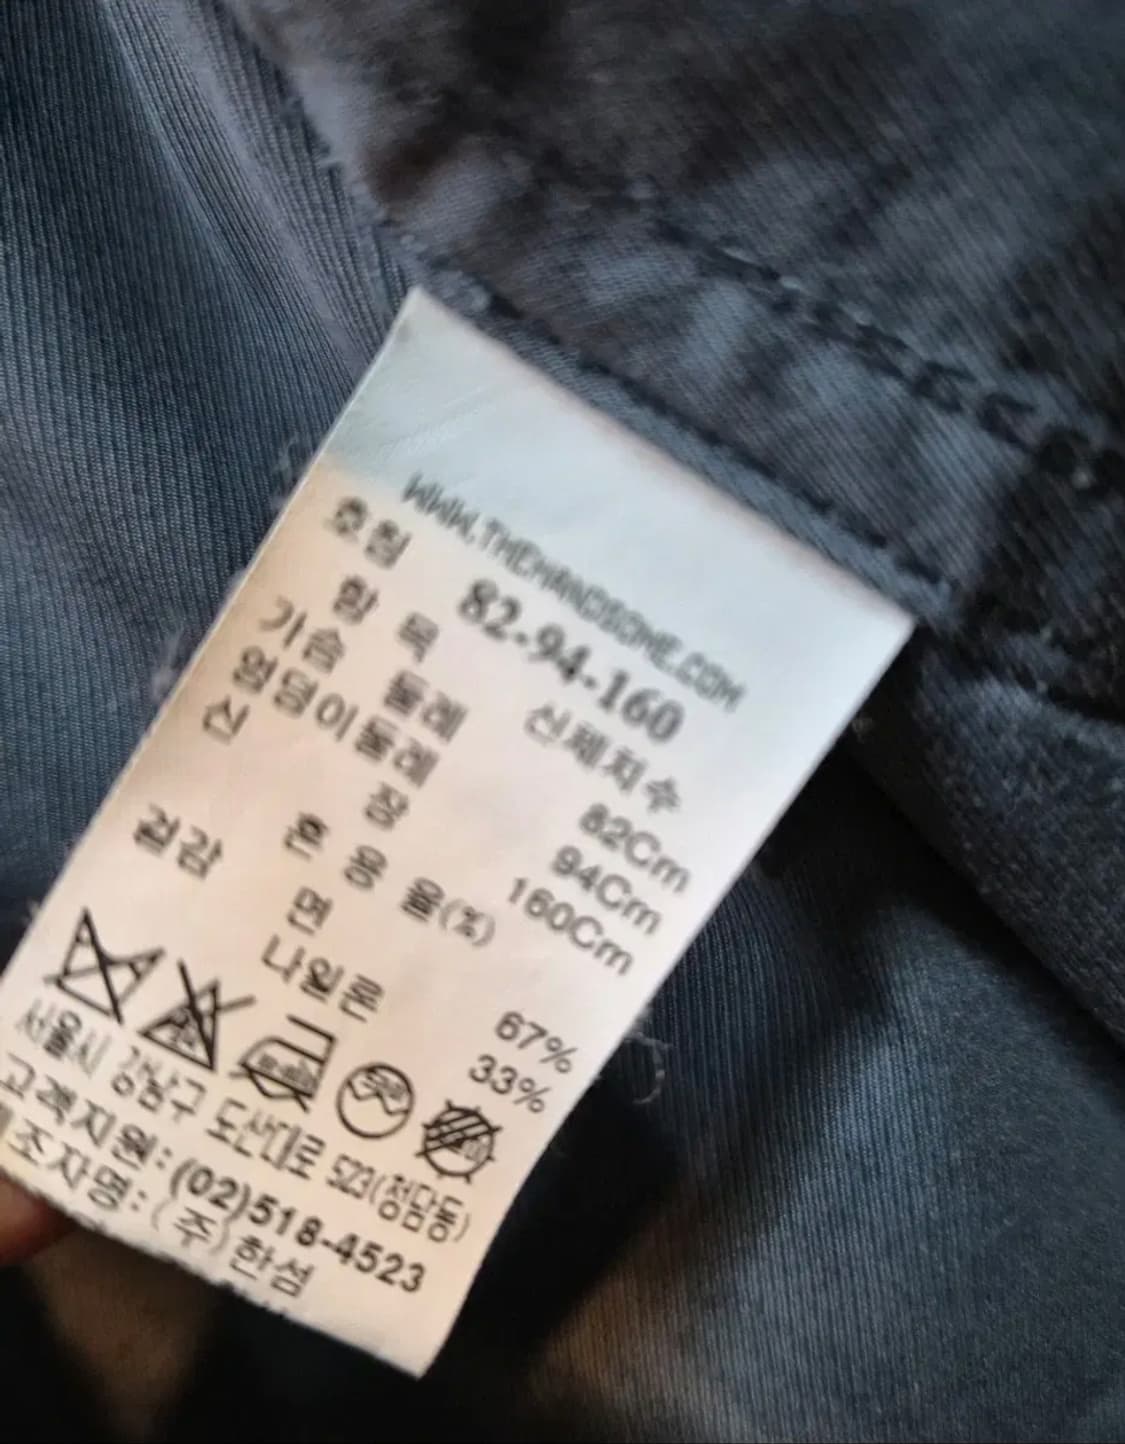 WWW.THEHANDSOME.COM
호칭 82-94-160
항 목 신체치수
가슴 둘레 82Cm
엉덩이둘레 94Cm
신 장 160Cm
혼 용 율(%)
겉감 면 67%
나일론 33%
서울시 강남구 도산대로 523(청담동)
고객지원:(02)518-4523
조자명:(주)한섬